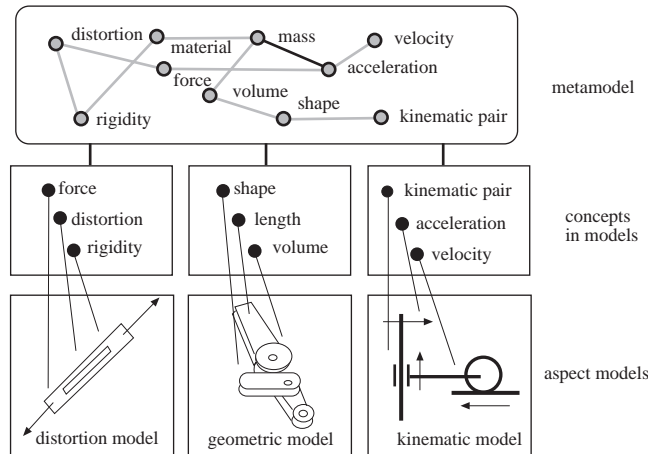 distortion
material
mass
velocity
force
acceleration
volume
shape
rigidity
kinematic pair
metamodel
force
distortion
rigidity
shape
length
volume
kinematic pair
acceleration
velocity
concepts
in models
aspect models
distortion model
geometric model
kinematic model